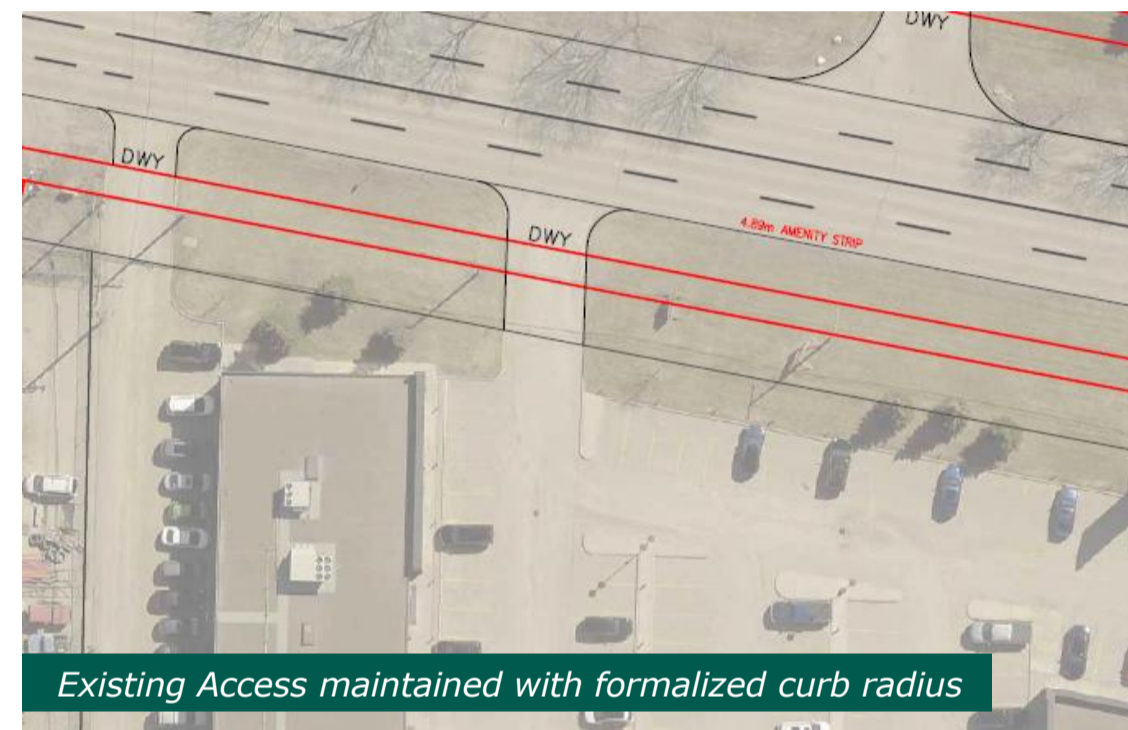 DWY
DWY
DWY
4.89m AMENITY STRIP
Existing Access maintained with formalized curb radius